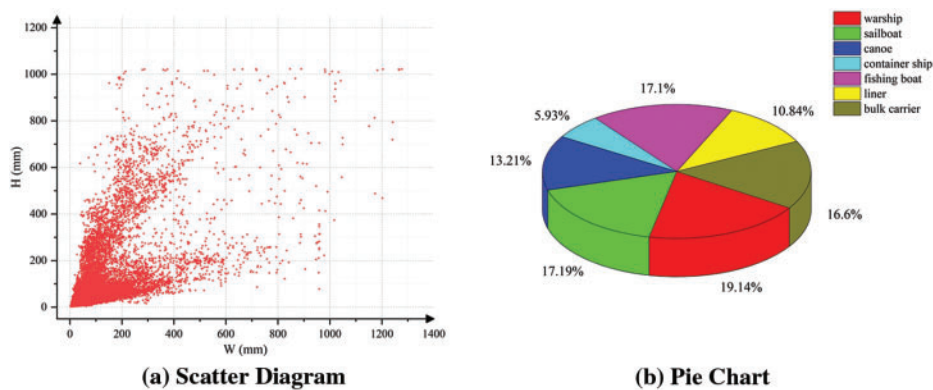 1200
1000
800
600
400
200
0
H (mm)
0 200 400 600 800 1000 1200 1400
W (mm)
(a) Scatter Diagram
warship
sailboat
canoe
container ship
fishing boat
liner
bulk carrier
17.1%
10.84%
5.93%
13.21%
16.6%
17.19%
19.14%
(b) Pie Chart